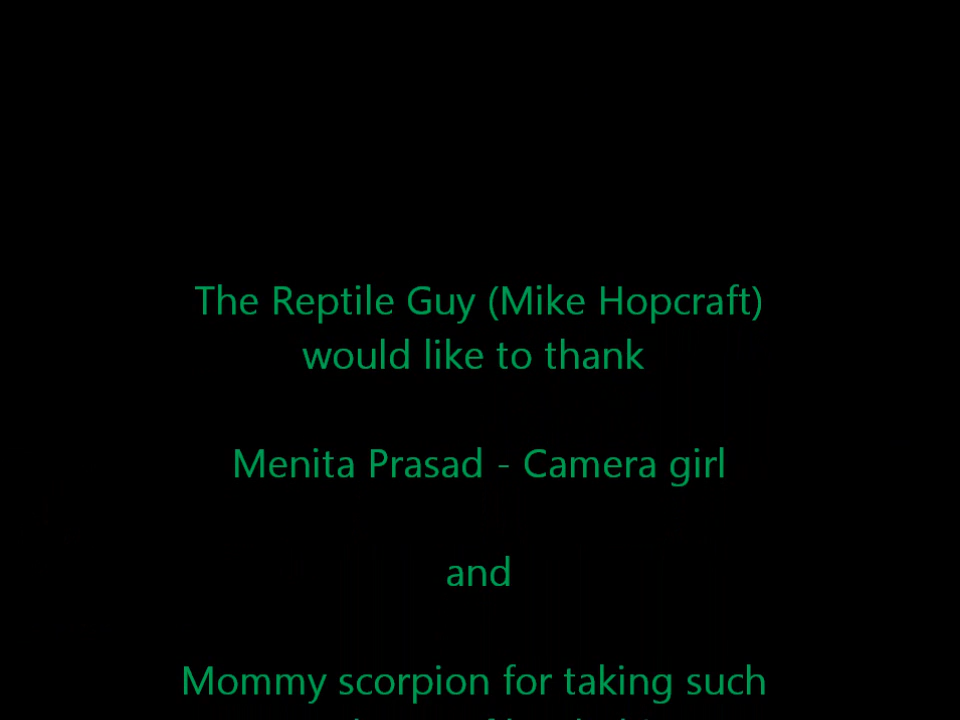 The Reptile Guy (Mike Hopcraft)
would like to thank
Menita Prasad - Camera girl
and
Mommy scorpion for taking such